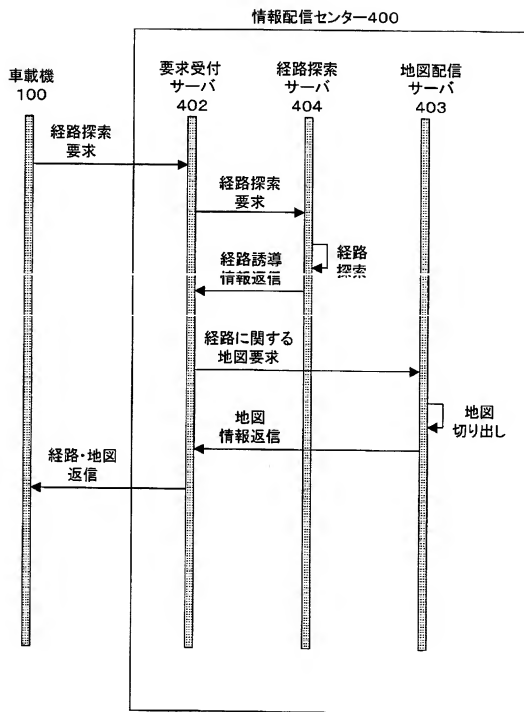 情報配信センター400
車載機
100
要求受付
サーバ
402
経路探索
サーバ
404
地図配信
サーバ
403
経路探索
要求
経路探索
要求
経路
探索
経路誘導
情報返信
経路に関する
地図要求
地図
切り出し
地図
情報返信
経路・地図
返信